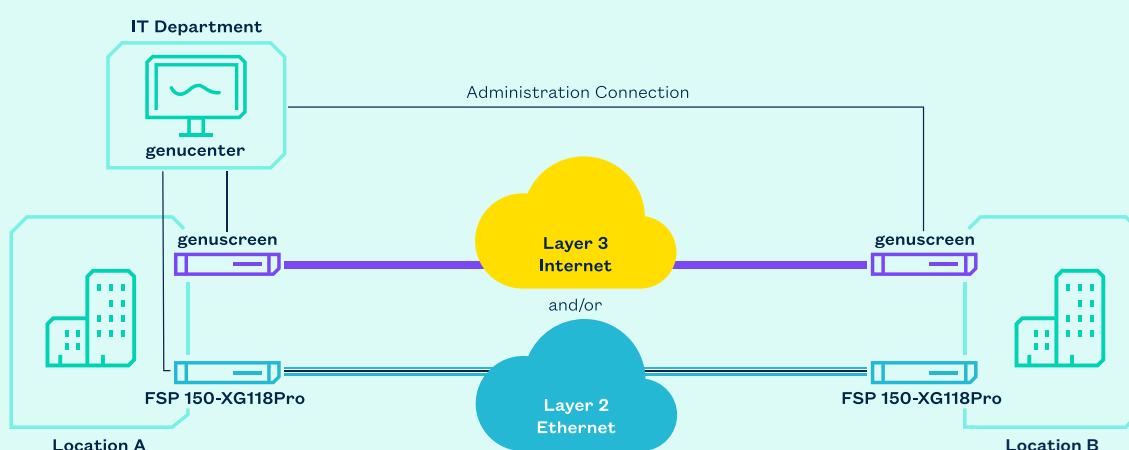 IT Department
Administration Connection
genucenter
genuscreen
genuscreen
Layer 3
Internet
and/or
FSP 150-XG118Pro
FSP 150-XG118Pro
Layer 2
Ethernet
Location A
Location B